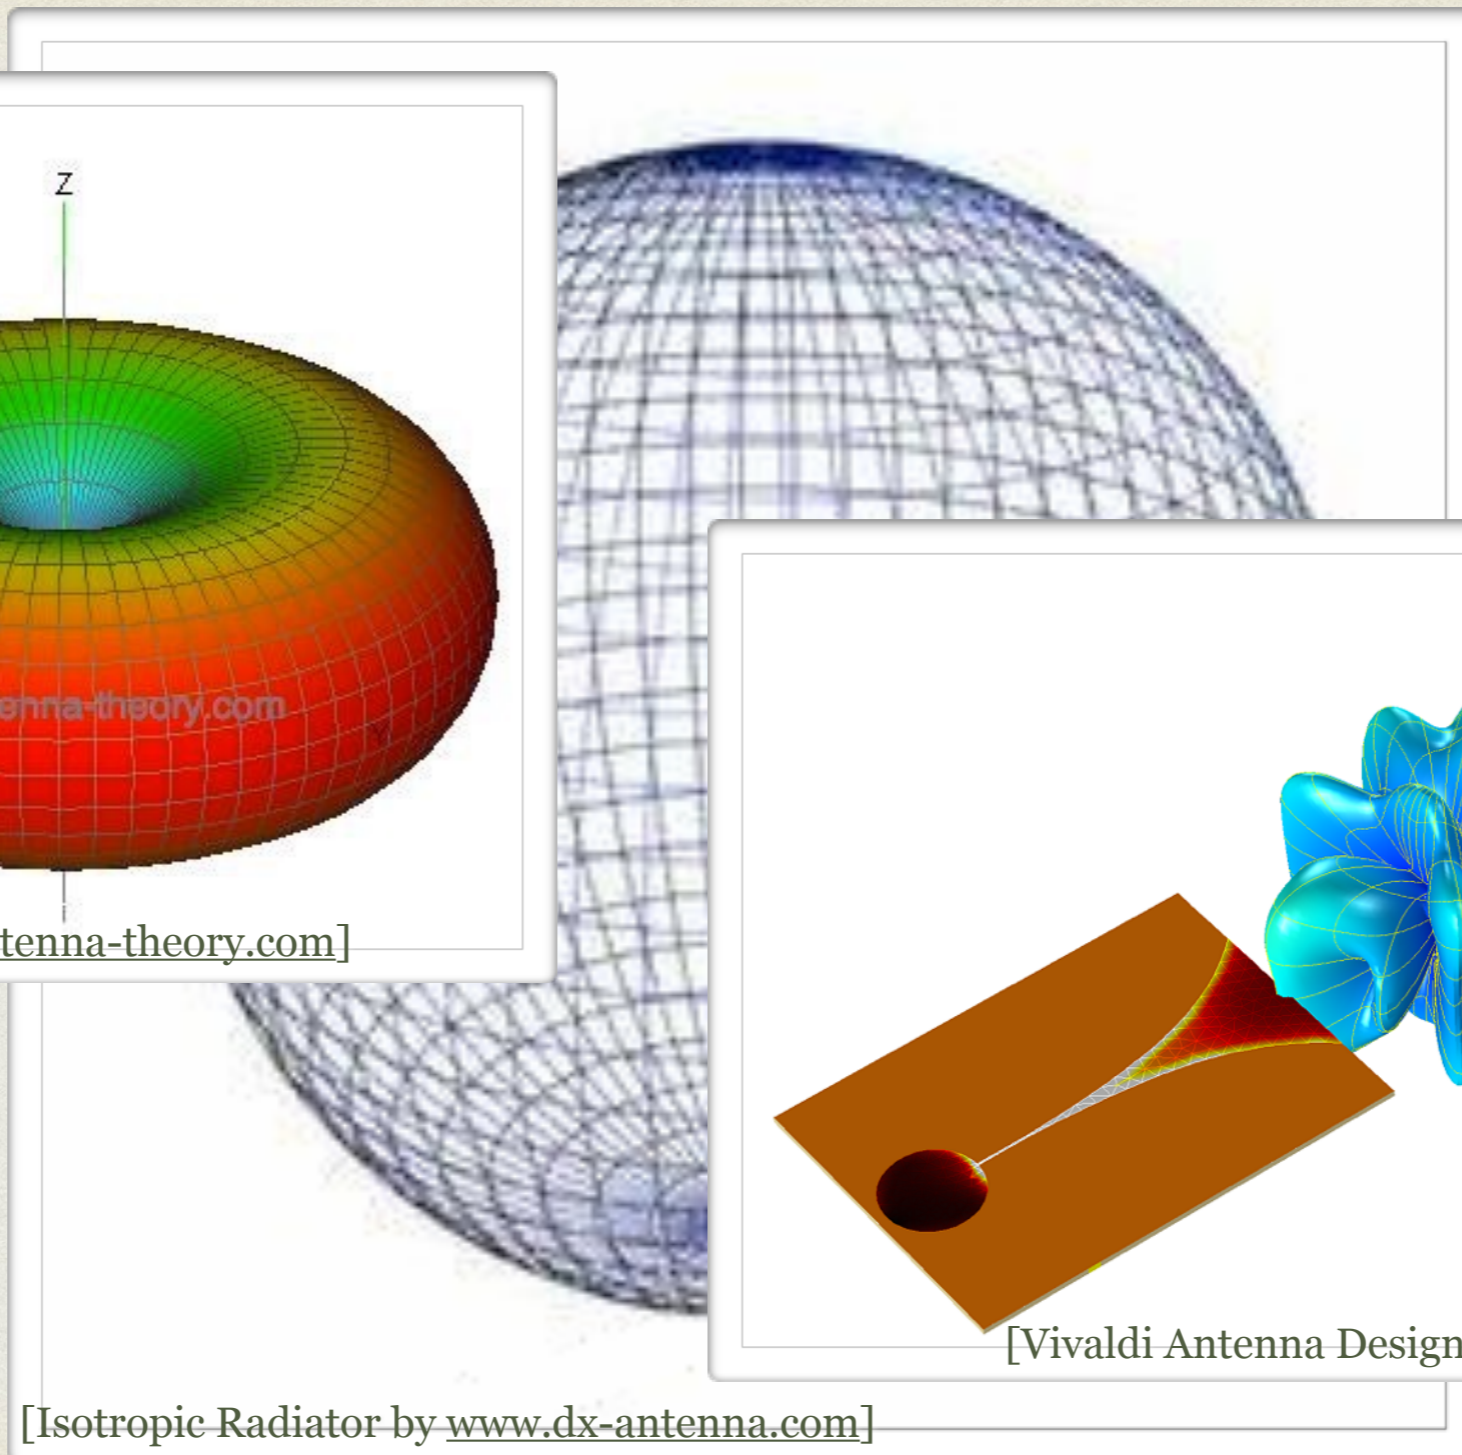 Z
enna-theory.com
tenna-theory.com]
[Vivaldi Antenna Design
[Isotropic Radiator by www.dx-antenna.com]